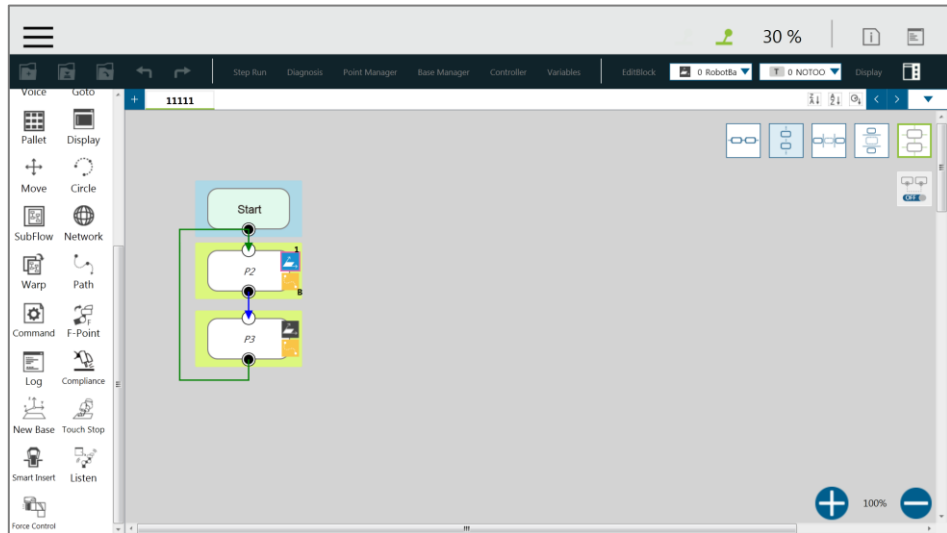 30 %
Step Run Diagnosis Point Manager Base Manager Controller Variables EditBlock 0 RobotBa T 0 NOTOO Display
Voice Goto
+ 11111
Pallet Display
Move Circle
SubFlow Network
Warp Path
Command F-Point
Log Compliance
New Base Touch Stop
Smart Insert Listen
Force Control
OFF
Start
1
P2
B
P3
100%